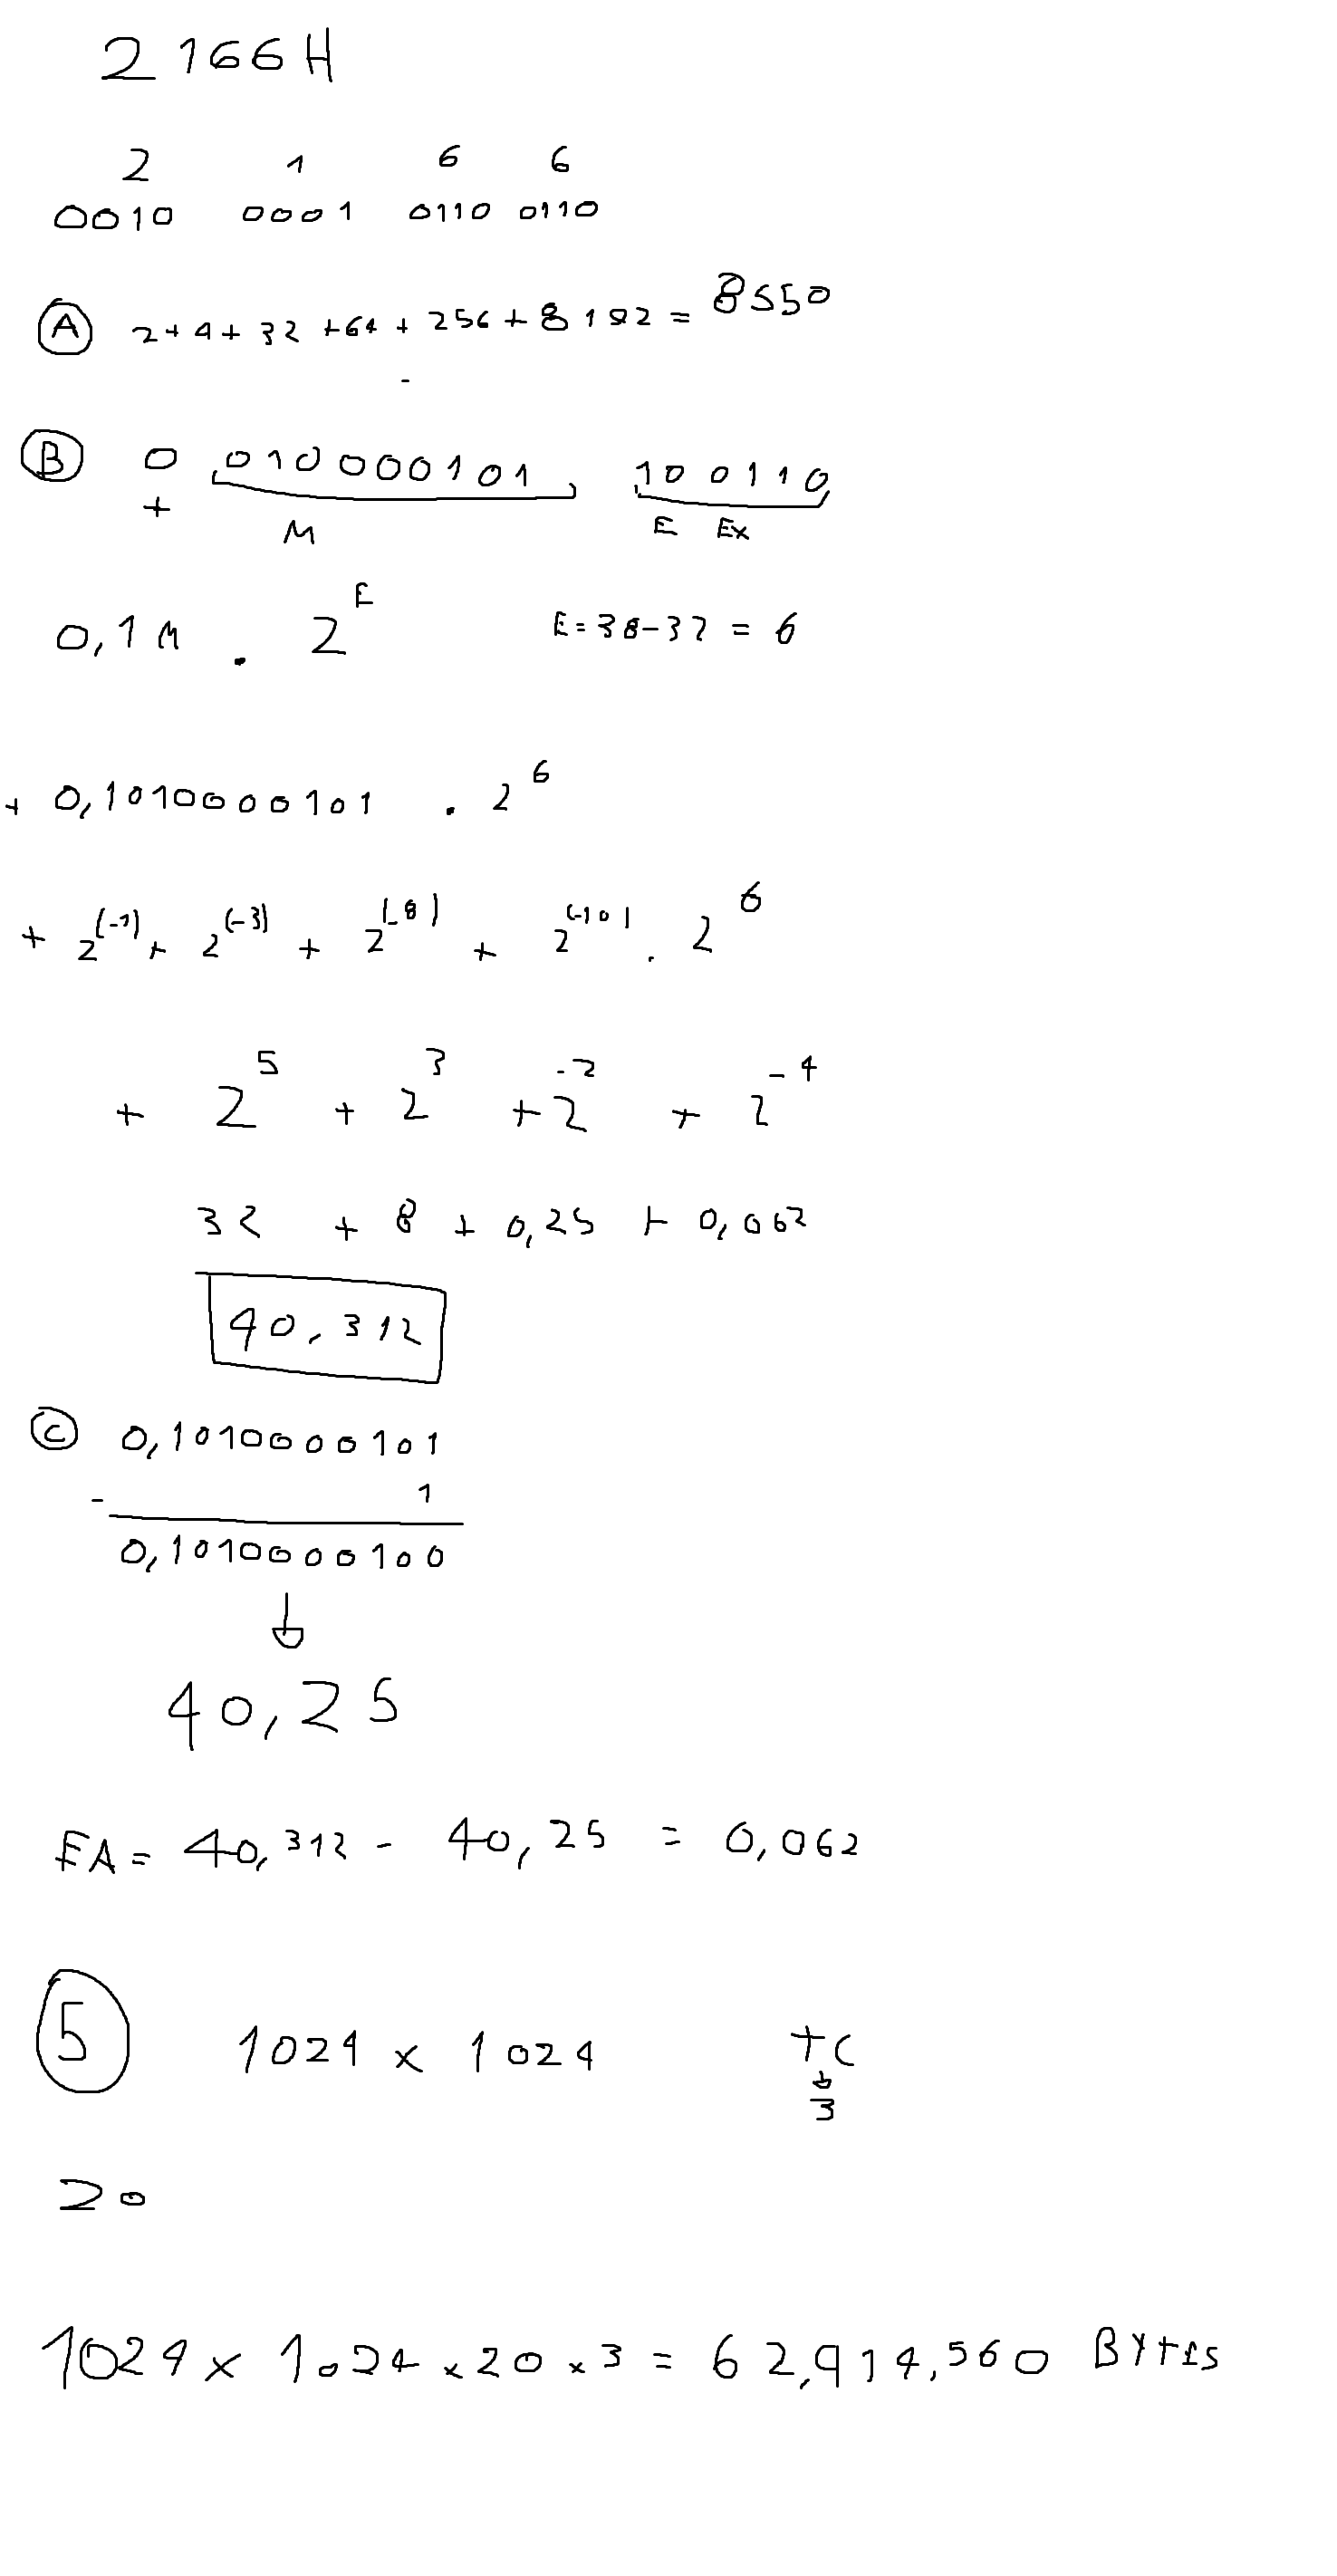 2166H
2 1 6 6
0010 0001 0110 0110
A 2+4+32+64+256+8192=8550
B 0 010000101 100110
+ M E Ex
0,1M . 2^E E=38-32=6
+ 0,1010000101 . 2^6
+ 2^(-1) + 2^(-3) + 2^(-8) + 2^(-10) . 2^6
+ 2^5 + 2^3 + 2^-2 + 2^-4
32 + 8 + 0,25 + 0,062
40,312
C 0,1010000101
- 1
0,1010000100
40,25
EA= 40,312 - 40,25 = 0,062
5 1024 x 1024 TC
3
20
1024 x 1024 x 20 x 3 = 62,914,560 BYTES